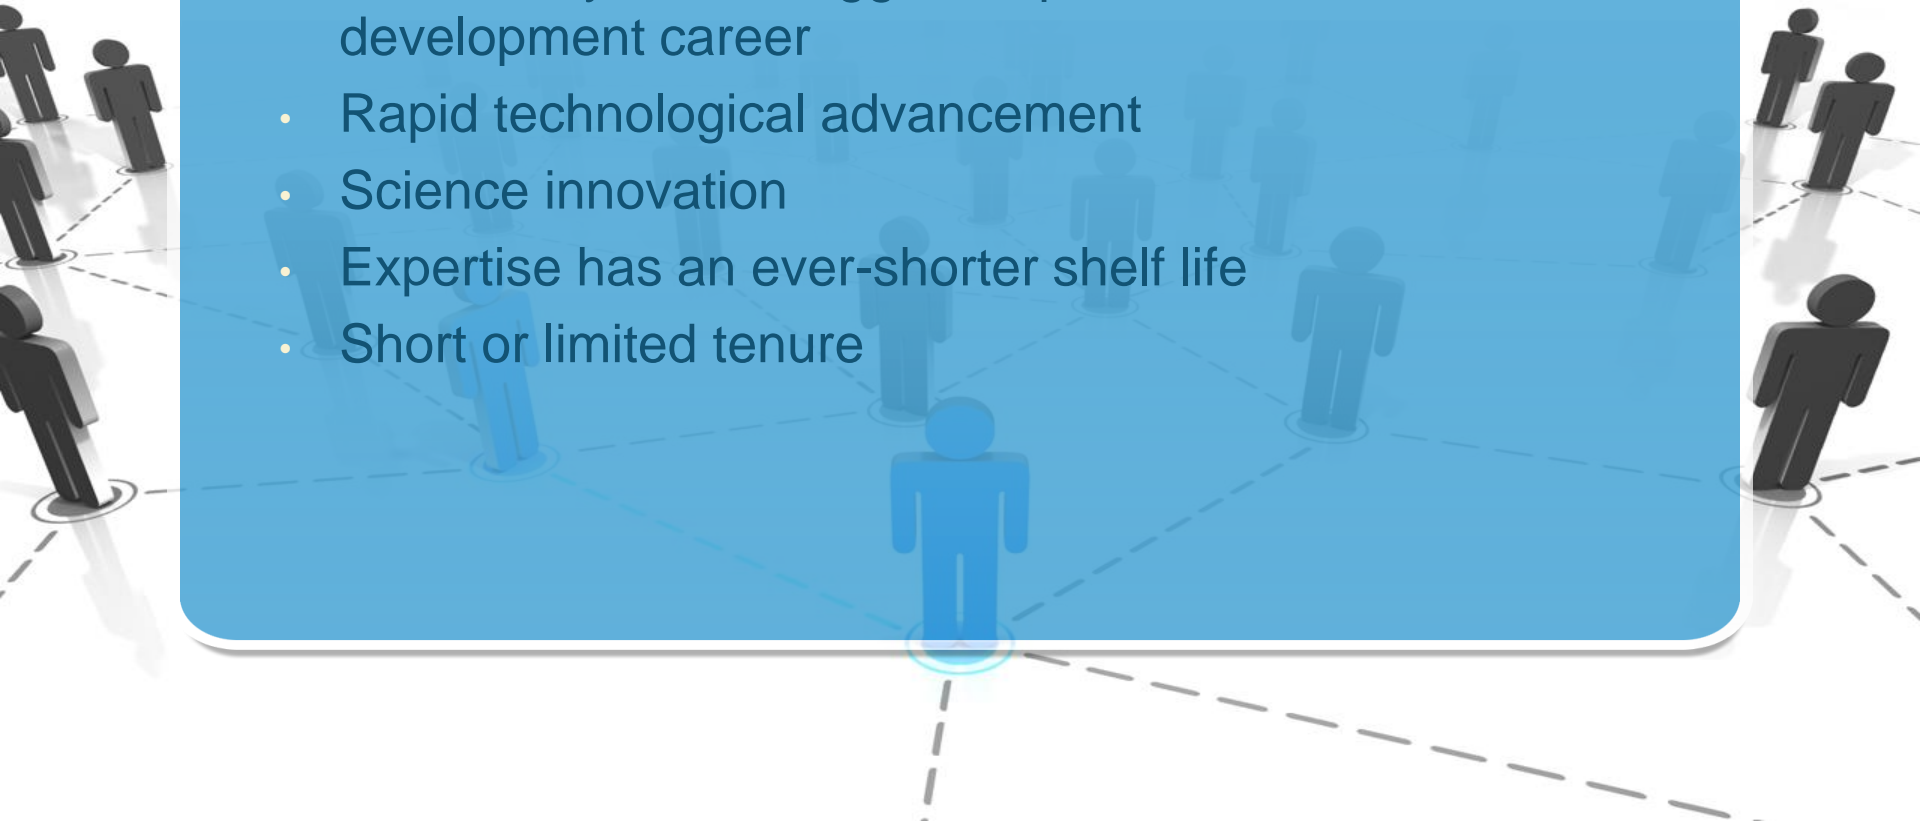 development career
• Rapid technological advancement
• Science innovation
• Expertise has an ever-shorter shelf life
• Short or limited tenure